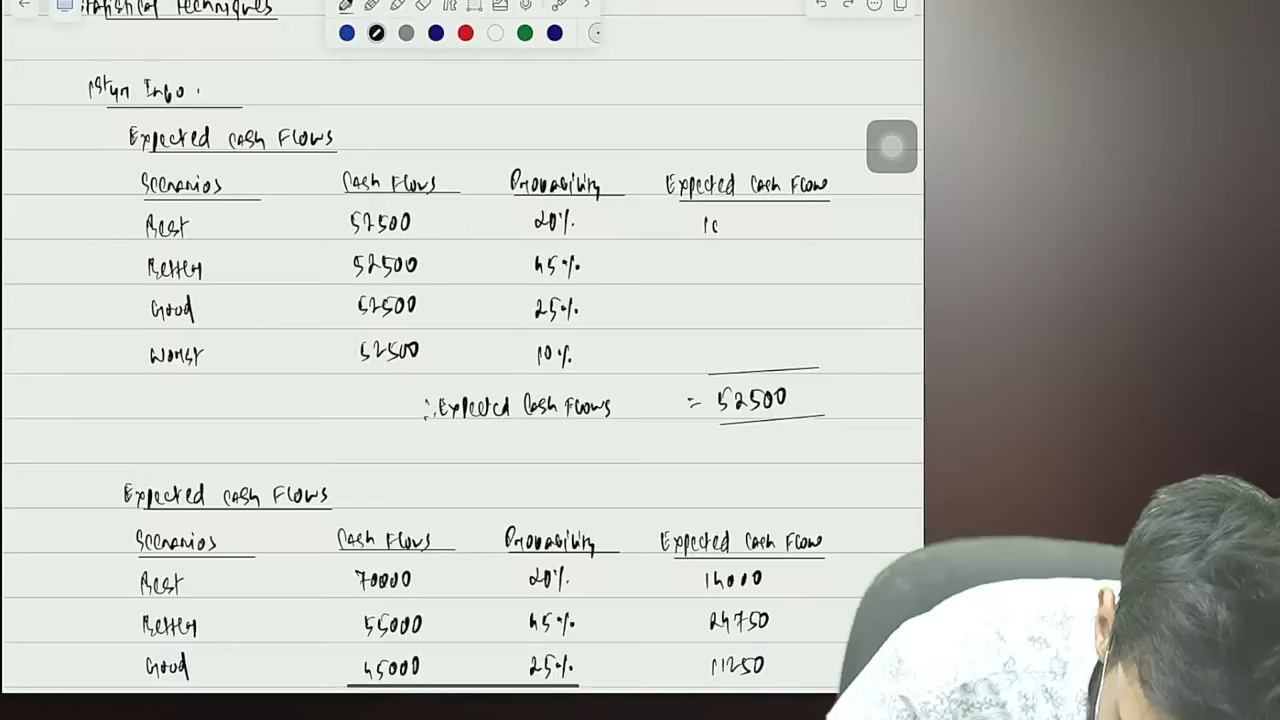 Statistical Techniques
1st yr Info.
Expected Cash Flows
Scenarios Cash Flows Probability Expected Cash Flow
Best 52500 20% 10
Better 52500 45%
Good 52500 25%
Worst 52500 10%
∴ Expected Cash Flows = 52500
Expected Cash Flows
Scenarios Cash Flows Probability Expected Cash Flow
Best 70000 20% 14000
Better 55000 45% 24750
Good 45000 25% 11250